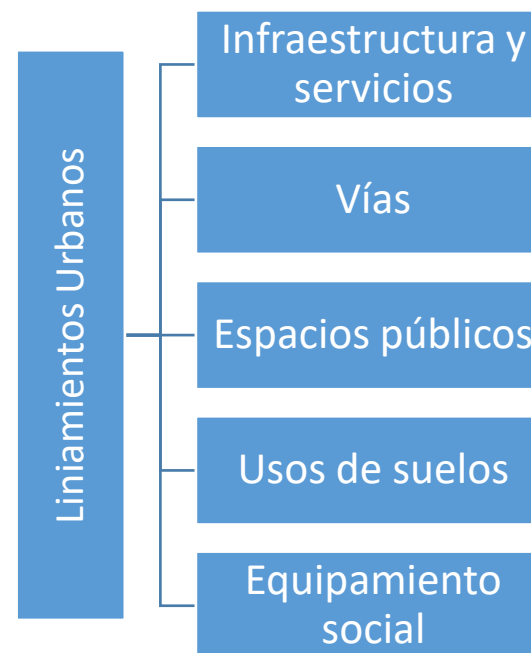 Liniamientos Urbanos
Infraestructura y
servicios
Vías
Espacios públicos
Usos de suelos
Equipamiento
social